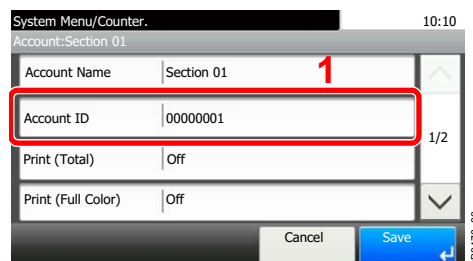 System Menu/Counter. 10:10
Account:Section 01
Account Name Section 01 1
Account ID 00000001
1/2
Print (Total) Off
Print (Full Color) Off
Cancel Save